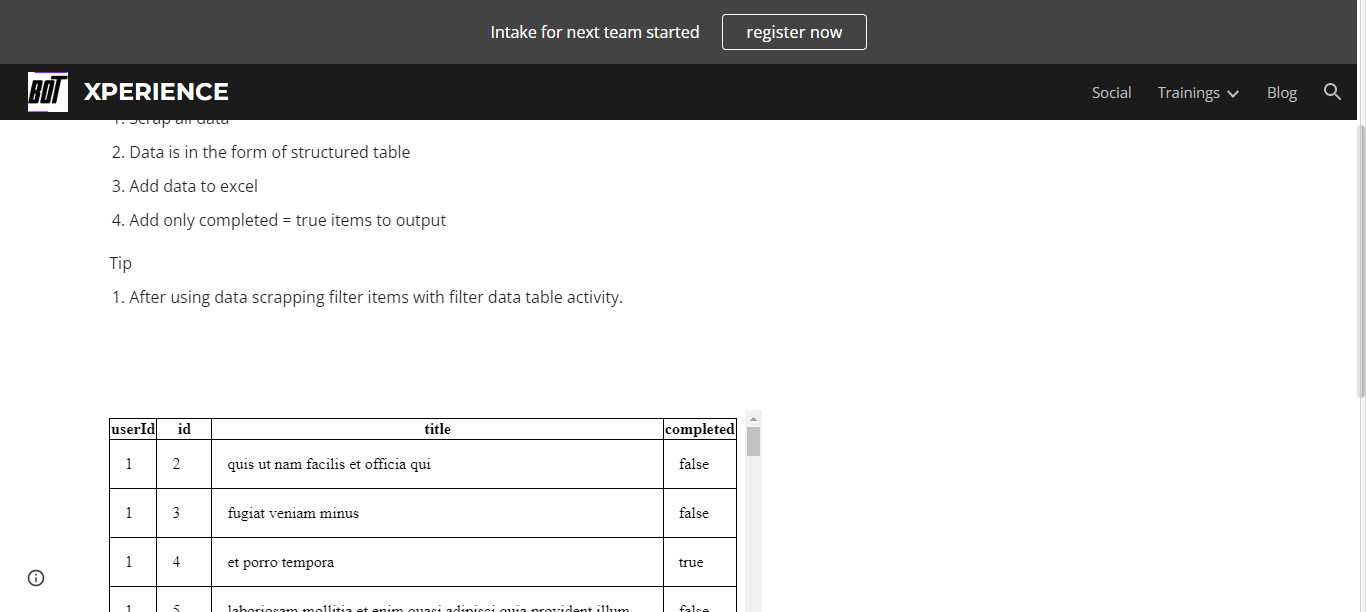 Intake for next team started register now
BOT XPERIENCE Social Trainings Blog
1. Scrap all data
2. Data is in the form of structured table
3. Add data to excel
4. Add only completed = true items to output
Tip
1. After using data scrapping filter items with filter data table activity.
userId id title completed
1 2 quis ut nam facilis et officia qui false
1 3 fugiat veniam minus false
1 4 et porro tempora true
1 5 laboriosam mollitia et enim quasi adipisci quia provident illum false